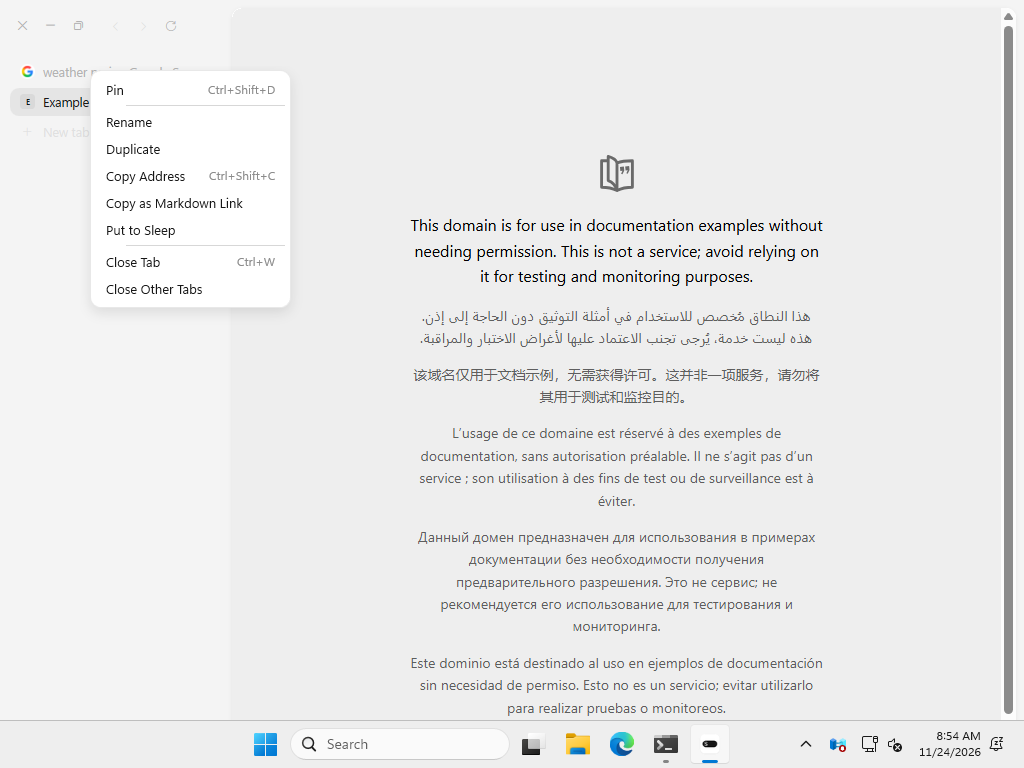 weather
E Example
New tab
Pin Ctrl+Shift+D
Rename
Duplicate
Copy Address Ctrl+Shift+C
Copy as Markdown Link
Put to Sleep
Close Tab Ctrl+W
Close Other Tabs
This domain is for use in documentation examples without
needing permission. This is not a service; avoid relying on
it for testing and monitoring purposes.
هذا النطاق مُخصص للاستخدام في أمثلة التوثيق دون الحاجة إلى إذن.
هذه ليست خدمة، يُرجى تجنب الاعتماد عليها لأغراض الاختبار والمراقبة.
该域名仅用于文档示例，无需获得许可。这并非一项服务，请勿将
其用于测试和监控目的。
L’usage de ce domaine est réservé à des exemples de
documentation, sans autorisation préalable. Il ne s’agit pas d’un
service ; son utilisation à des fins de test ou de surveillance est à
éviter.
Данный домен предназначен для использования в примерах
документации без необходимости получения
предварительного разрешения. Это не сервис; не
рекомендуется его использование для тестирования и
мониторинга.
Este dominio está destinado al uso en ejemplos de documentación
sin necesidad de permiso. Esto no es un servicio; evitar utilizarlo
para realizar pruebas o monitoreos.
Search
8:54 AM
11/24/2026